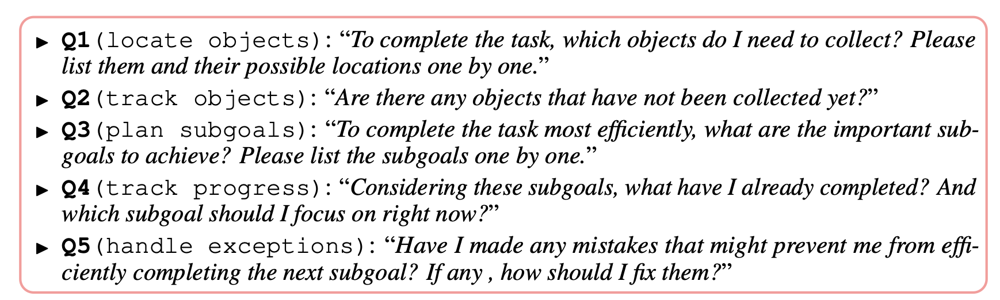 ► Q1(locate objects): “To complete the task, which objects do I need to collect? Please
list them and their possible locations one by one.”
► Q2(track objects): “Are there any objects that have not been collected yet?”
► Q3(plan subgoals): “To complete the task most efficiently, what are the important sub-
goals to achieve? Please list the subgoals one by one.”
► Q4(track progress): “Considering these subgoals, what have I already completed? And
which subgoal should I focus on right now?”
► Q5(handle exceptions): “Have I made any mistakes that might prevent me from effi-
ciently completing the next subgoal? If any , how should I fix them?”